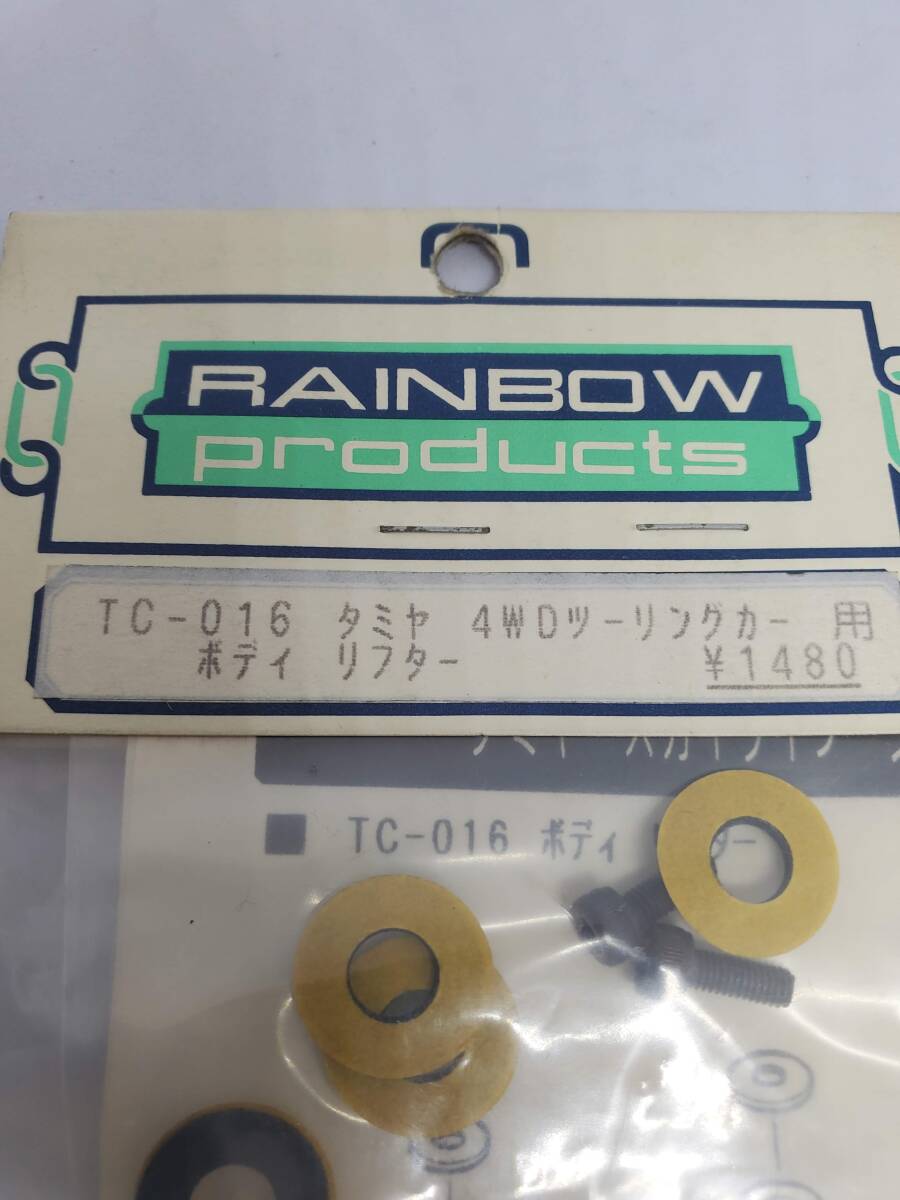 RAINBOW
products
TC-016 タミヤ 4WDツーリングカー 用
ボディ リフター
¥1480
■ TC-016 ボディ